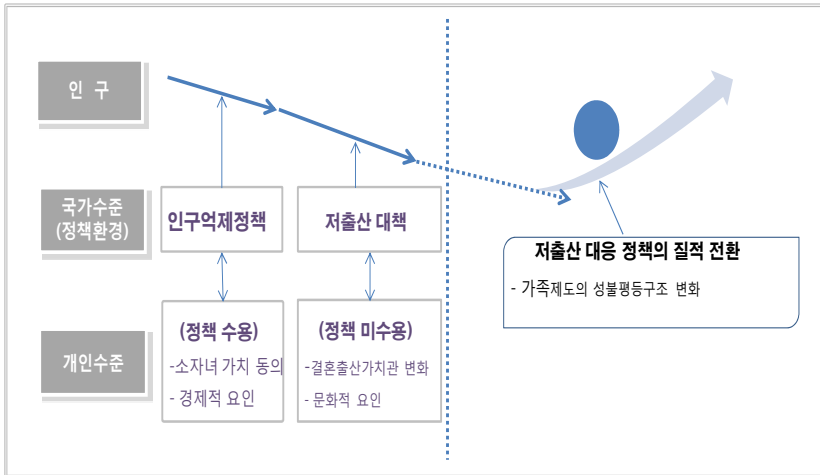 인 구
국가수준
(정책환경)
인구억제정책
저출산 대책
저출산 대응 정책의 질적 전환
- 가족제도의 성불평등구조 변화
개인수준
(정책 수용)
-소자녀 가치 동의
- 경제적 요인
(정책 미수용)
-결혼출산가치관 변화
- 문화적 요인